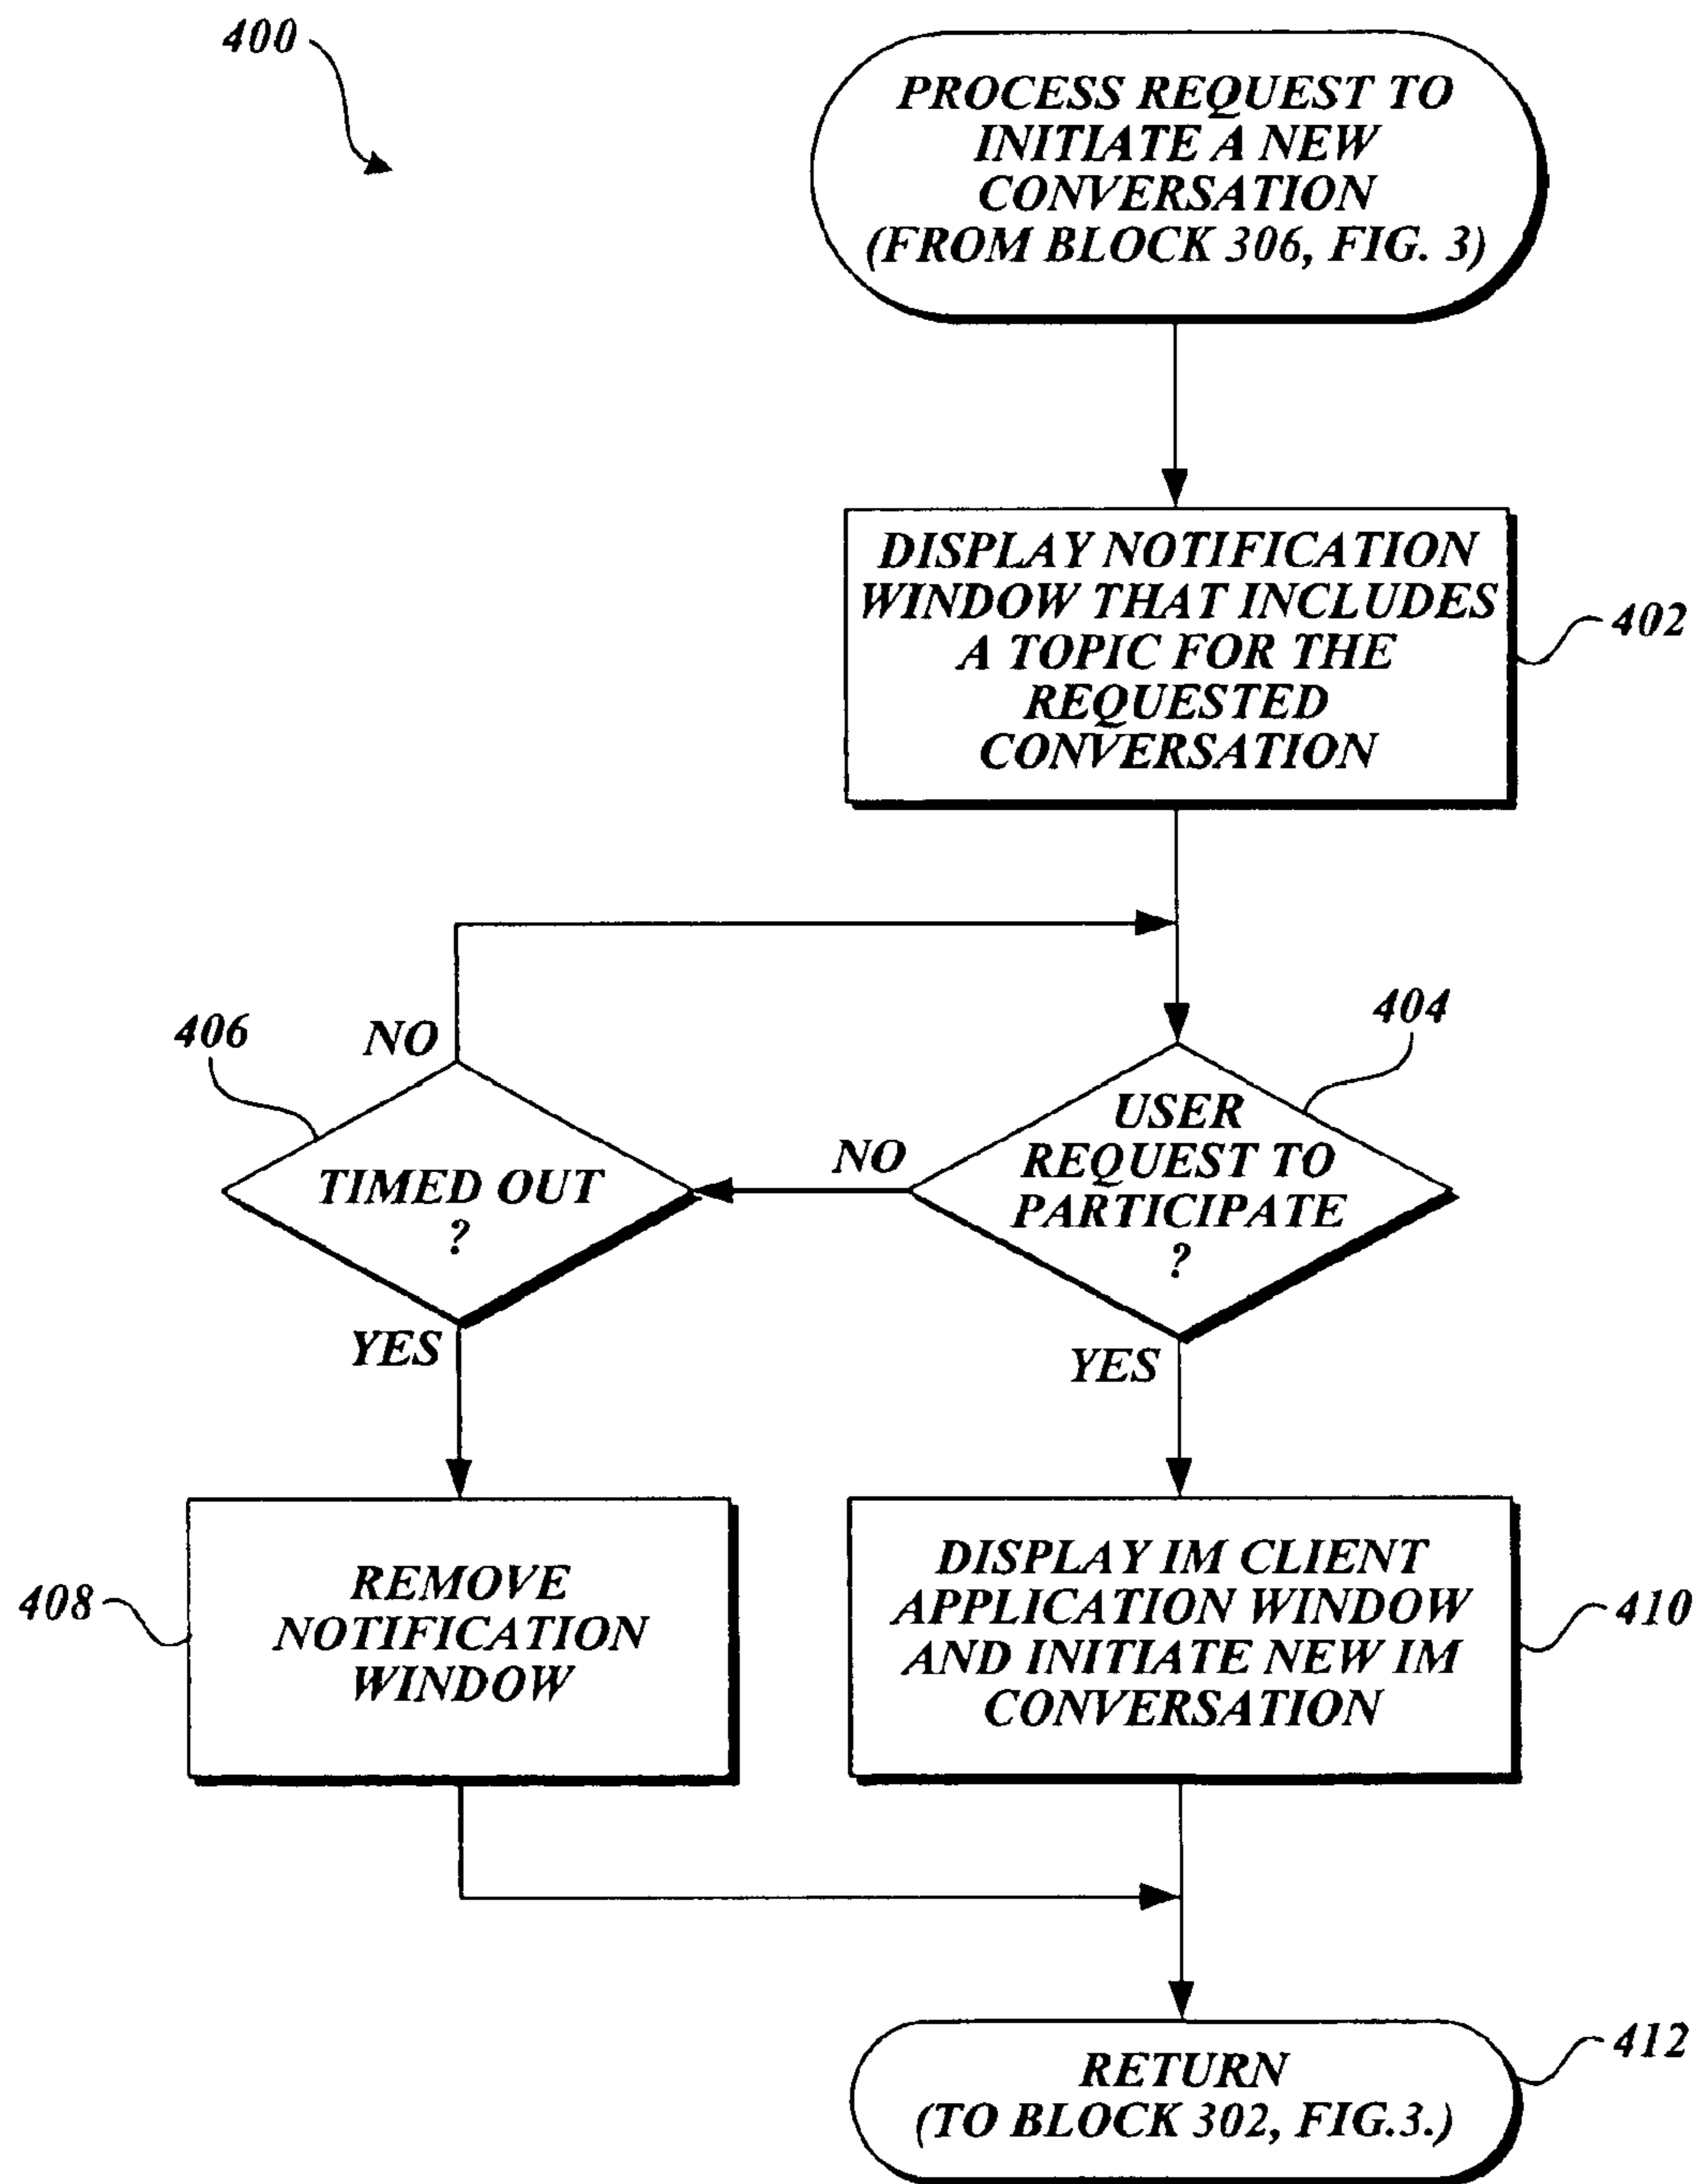 400
PROCESS REQUEST TO
INITIATE A NEW
CONVERSATION
(FROM BLOCK 306, FIG. 3)
DISPLAY NOTIFICATION
WINDOW THAT INCLUDES
A TOPIC FOR THE
REQUESTED
CONVERSATION
402
406
NO
404
USER
REQUEST TO
PARTICIPATE
?
NO
TIMED OUT
?
YES
YES
408
REMOVE
NOTIFICATION
WINDOW
DISPLAY IM CLIENT
APPLICATION WINDOW
AND INITIATE NEW IM
CONVERSATION
410
RETURN
(TO BLOCK 302, FIG.3.)
412